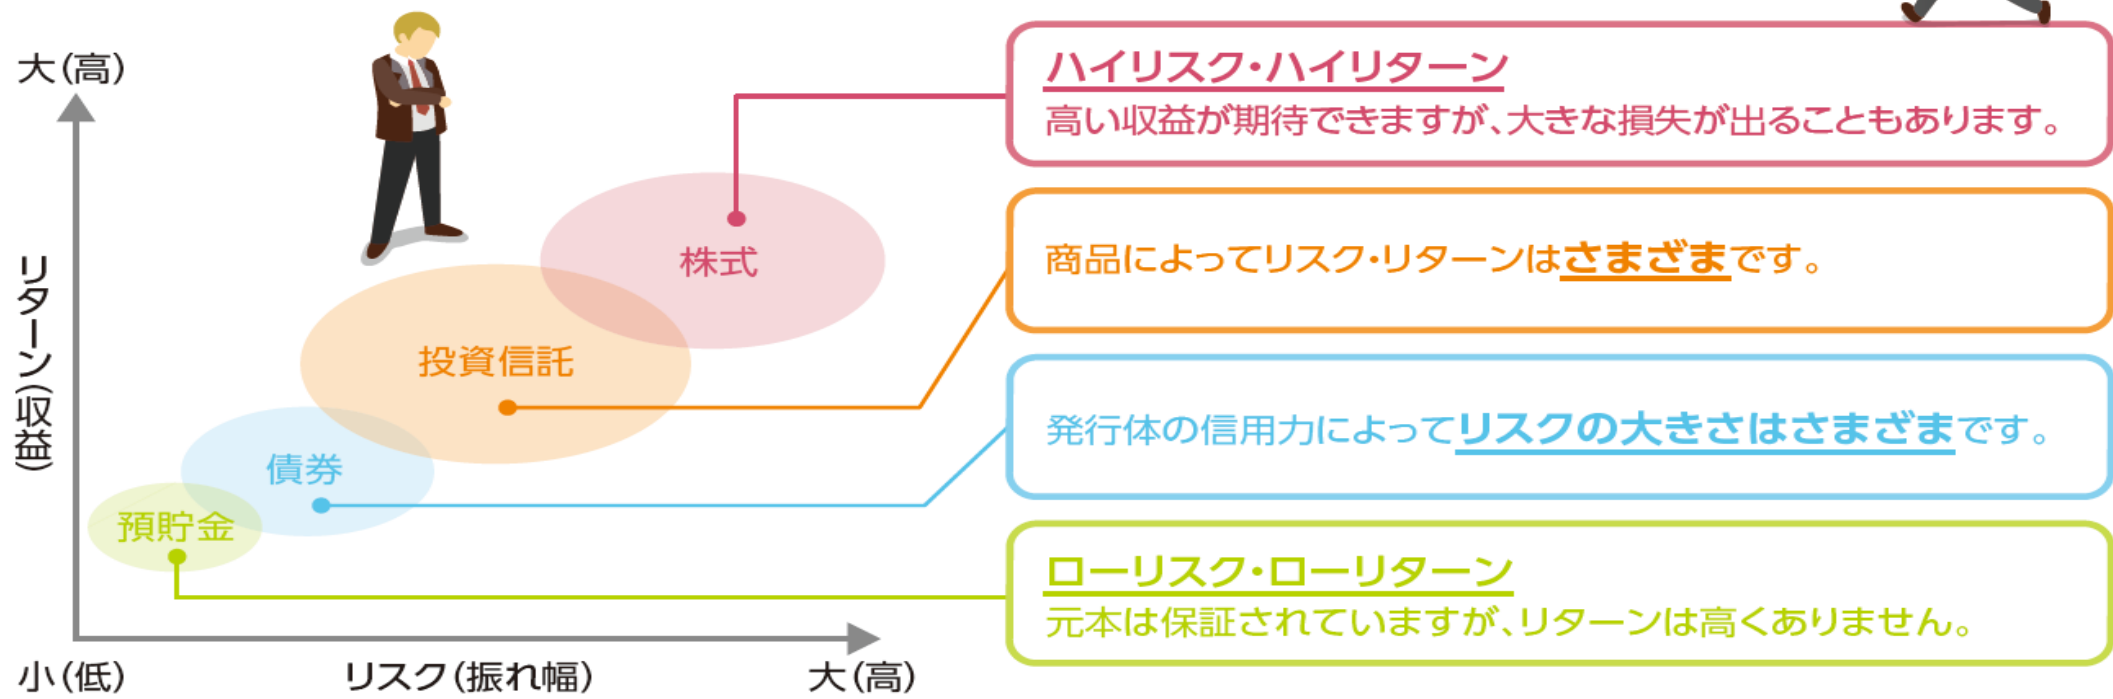 大(高)
リターン(収益)
小(低)
リスク(振れ幅)
大(高)
株式
投資信託
債券
預貯金
ハイリスク・ハイリターン
高い収益が期待できますが、大きな損失が出ることもあります。
商品によってリスク・リターンはさまざまです。
発行体の信用力によってリスクの大きさはさまざまです。
ローリスク・ローリターン
元本は保証されていますが、リターンは高くありません。